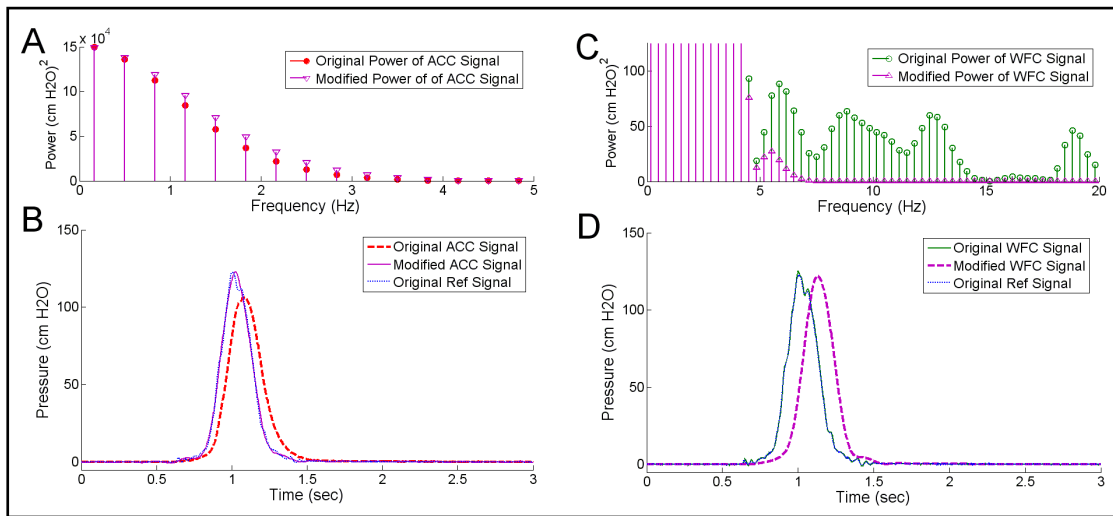 A
× 10⁴
15
10
5
0
Power (cm H2O)²
Original Power of ACC Signal
Modified Power of of ACC Signal
0 1 2 3 4 5
Frequency (Hz)
B
150
100
50
0
Pressure (cm H2O)
Original ACC Signal
Modified ACC Signal
Original Ref Signal
0 0.5 1 1.5 2 2.5 3
Time (sec)
C
100
50
0
Power (cm H2O)²
Original Power of WFC Signal
Modified Power of WFC Signal
0 5 10 15 20
Frequency (Hz)
D
150
100
50
0
Pressure (cm H2O)
Original WFC Signal
Modified WFC Signal
Original Ref Signal
0 0.5 1 1.5 2 2.5 3
Time (sec)